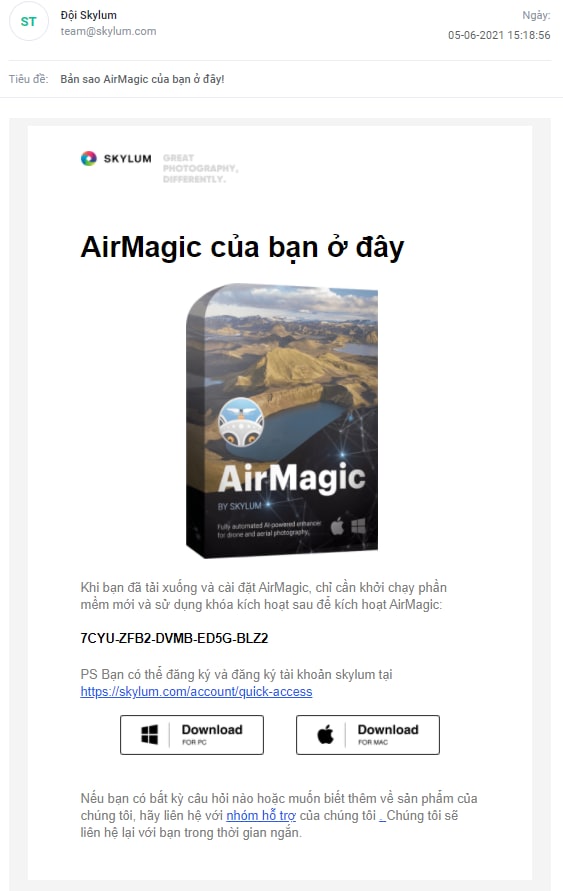 ST
Đội Skylum
team@skylum.com
Ngày:
05-06-2021 15:18:56
Tiêu đề: Bản sao AirMagic của bạn ở đây!
SKYLUM
GREAT
PHOTOGRAPHY,
DIFFERENTLY.
AirMagic của bạn ở đây
AirMagic
BY SKYLUM
Fully automated AI-powered enhancer
for drone and aerial photography.
Khi bạn đã tải xuống và cài đặt AirMagic, chỉ cần khởi chạy phần
mềm mới và sử dụng khóa kích hoạt sau để kích hoạt AirMagic:
7CYU-ZFB2-DVMB-ED5G-BLZ2
PS Bạn có thể đăng ký và đăng ký tài khoản skylum tại
https://skylum.com/account/quick-access
Download
FOR PC
Download
FOR MAC
Nếu bạn có bất kỳ câu hỏi nào hoặc muốn biết thêm về sản phẩm của
chúng tôi, hãy liên hệ với nhóm hỗ trợ của chúng tôi . Chúng tôi sẽ
liên hệ lại với bạn trong thời gian ngắn.